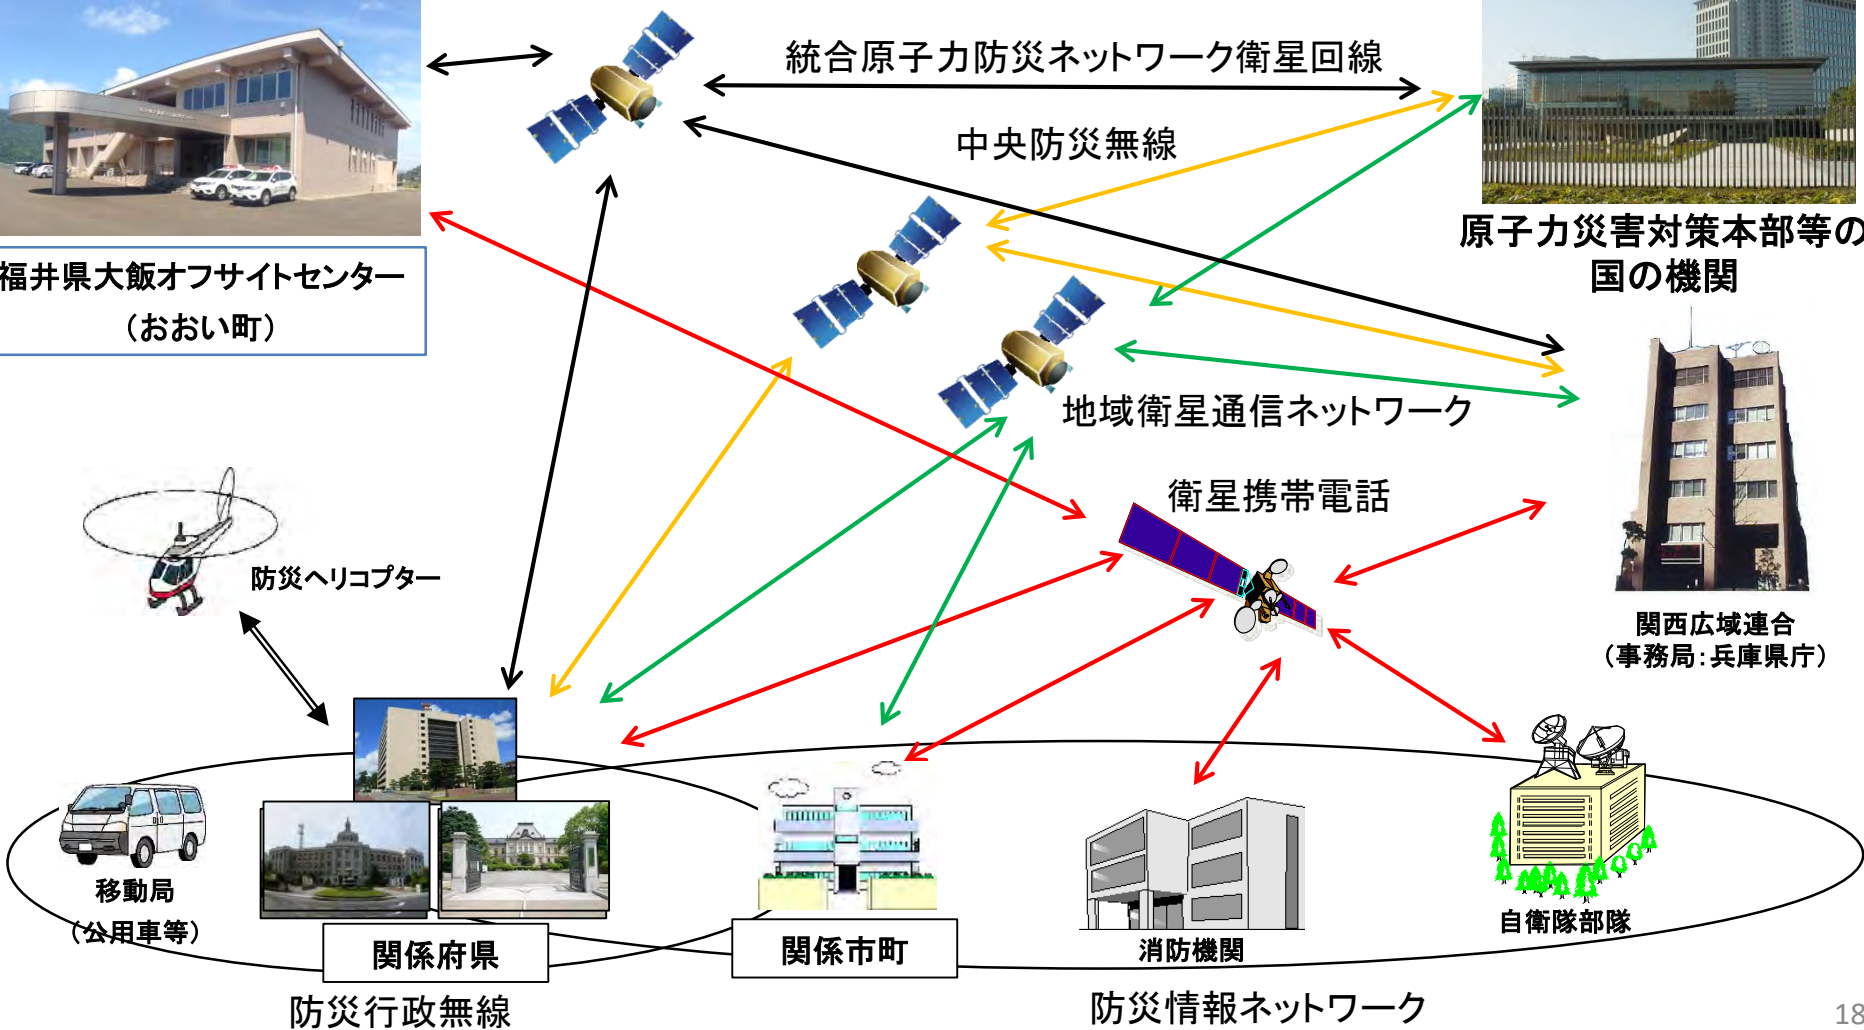 統合原子力防災ネットワーク衛星回線
中央防災無線
原子力災害対策本部等の
国の機関
福井県大飯オフサイトセンター
（おおい町）
地域衛星通信ネットワーク
衛星携帯電話
防災ヘリコプター
関西広域連合
（事務局：兵庫県庁）
移動局
（公用車等）
関係府県
関係市町
消防機関
自衛隊部隊
防災行政無線
防災情報ネットワーク
18